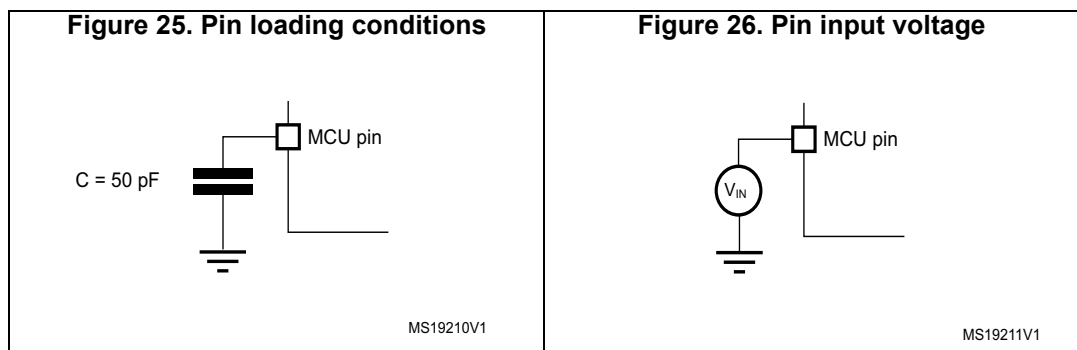 Figure 25. Pin loading conditions
MCU pin
C = 50 pF
MS19210V1
Figure 26. Pin input voltage
MCU pin
VIN
MS19211V1